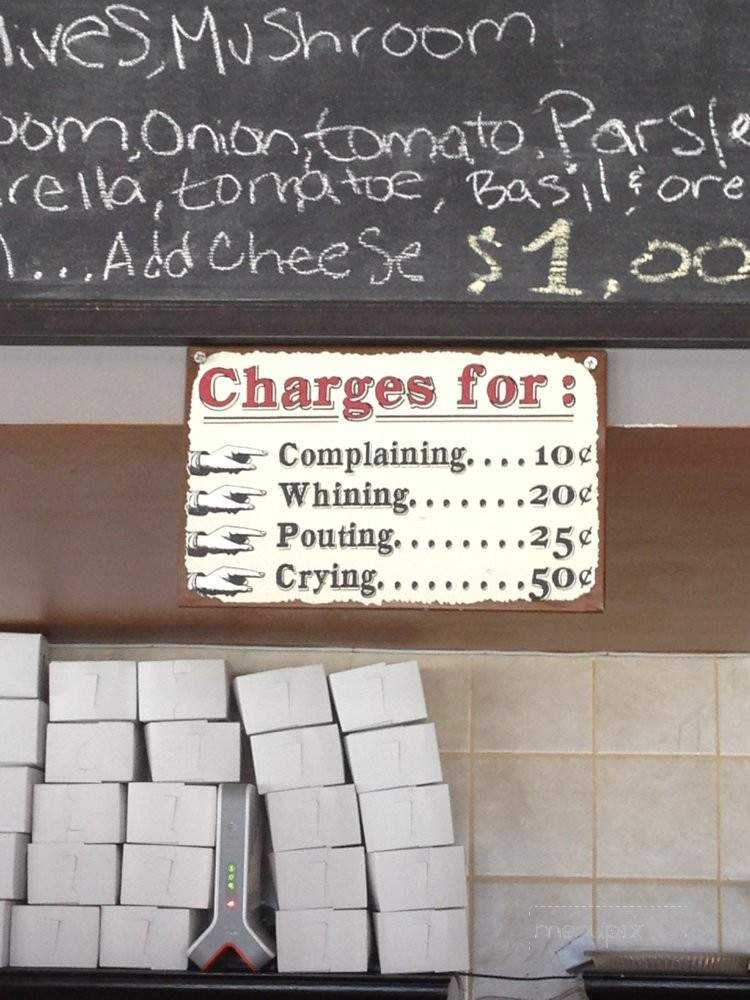 lives, Mushroom
oom, Onion, tomato, Parsle
rella, tomatoe, Basil & ore
... Add Cheese $1.00
Charges for:
Complaining....10¢
Whining.......20¢
Pouting........25¢
Crying.........50¢
menupix